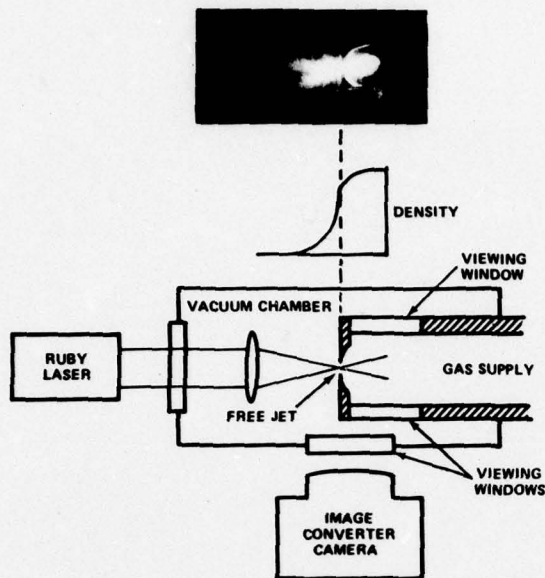 DENSITY
VIEWING
WINDOW
VACUUM CHAMBER
RUBY
LASER
GAS SUPPLY
FREE JET
VIEWING
WINDOWS
IMAGE
CONVERTER
CAMERA